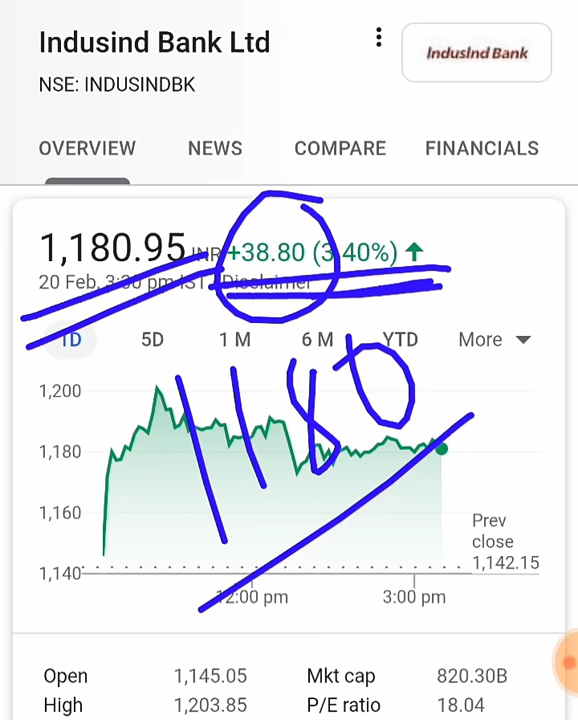 Indusind Bank Ltd
IndusInd Bank
NSE: INDUSINDBK
OVERVIEW NEWS COMPARE FINANCIALS
1,180.95 INR +38.80 (3.40%) ↑
20 Feb, 3:30 pm IST Disclaimer
1D 5D 1 M 6 M YTD More
1180
1,200
1,180
1,160
Prev
close
1,142.15
1,140
12:00 pm 3:00 pm
Open 1,145.05 Mkt cap 820.30B
High 1,203.85 P/E ratio 18.04